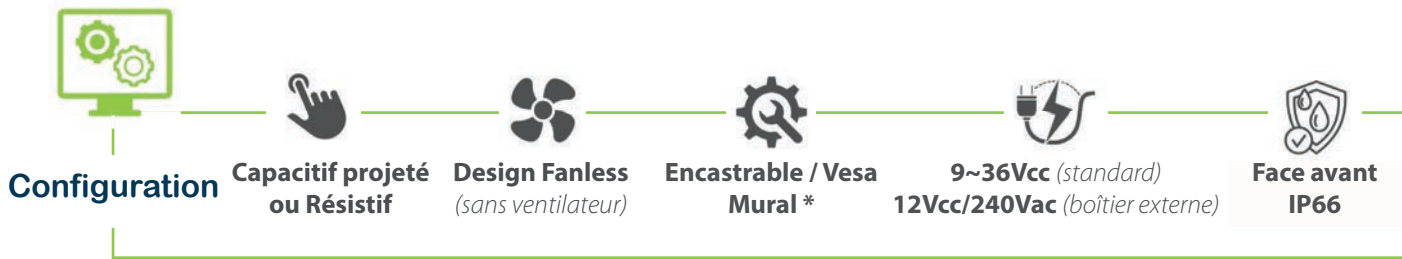 Configuration
Capacitif projeté
ou Résistif
Design Fanless
(sans ventilateur)
Encastrable / Vesa
Mural *
9~36Vcc (standard)
12Vcc/240Vac (boîtier externe)
Face avant
IP66